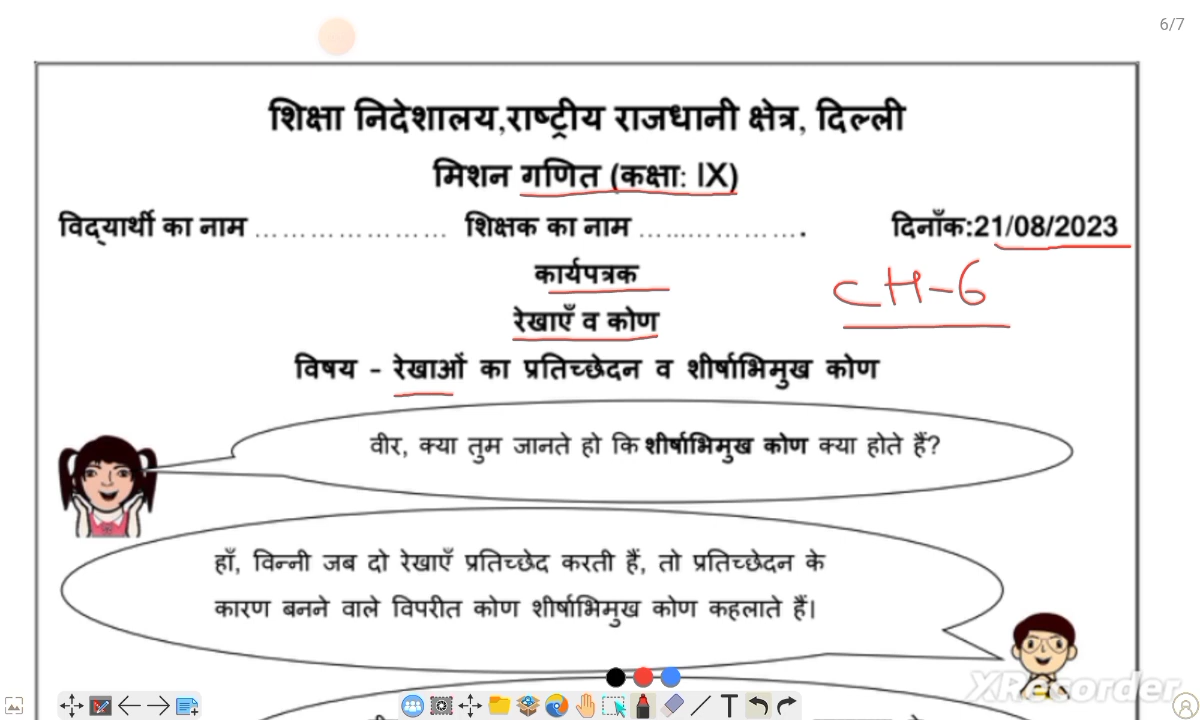 6/7
शिक्षा निदेशालय,राष्ट्रीय राजधानी क्षेत्र, दिल्ली
मिशन गणित (कक्षा: IX)
विद्यार्थी का नाम ………………… शिक्षक का नाम …...…………. दिनाँक:21/08/2023
कार्यपत्रक
CH-6
रेखाएँ व कोण
विषय - रेखाओं का प्रतिच्छेदन व शीर्षाभिमुख कोण
वीर, क्या तुम जानते हो कि शीर्षाभिमुख कोण क्या होते हैं?
हाँ, विन्नी जब दो रेखाएँ प्रतिच्छेद करती हैं, तो प्रतिच्छेदन के
कारण बनने वाले विपरीत कोण शीर्षाभिमुख कोण कहलाते हैं।
XRecorder